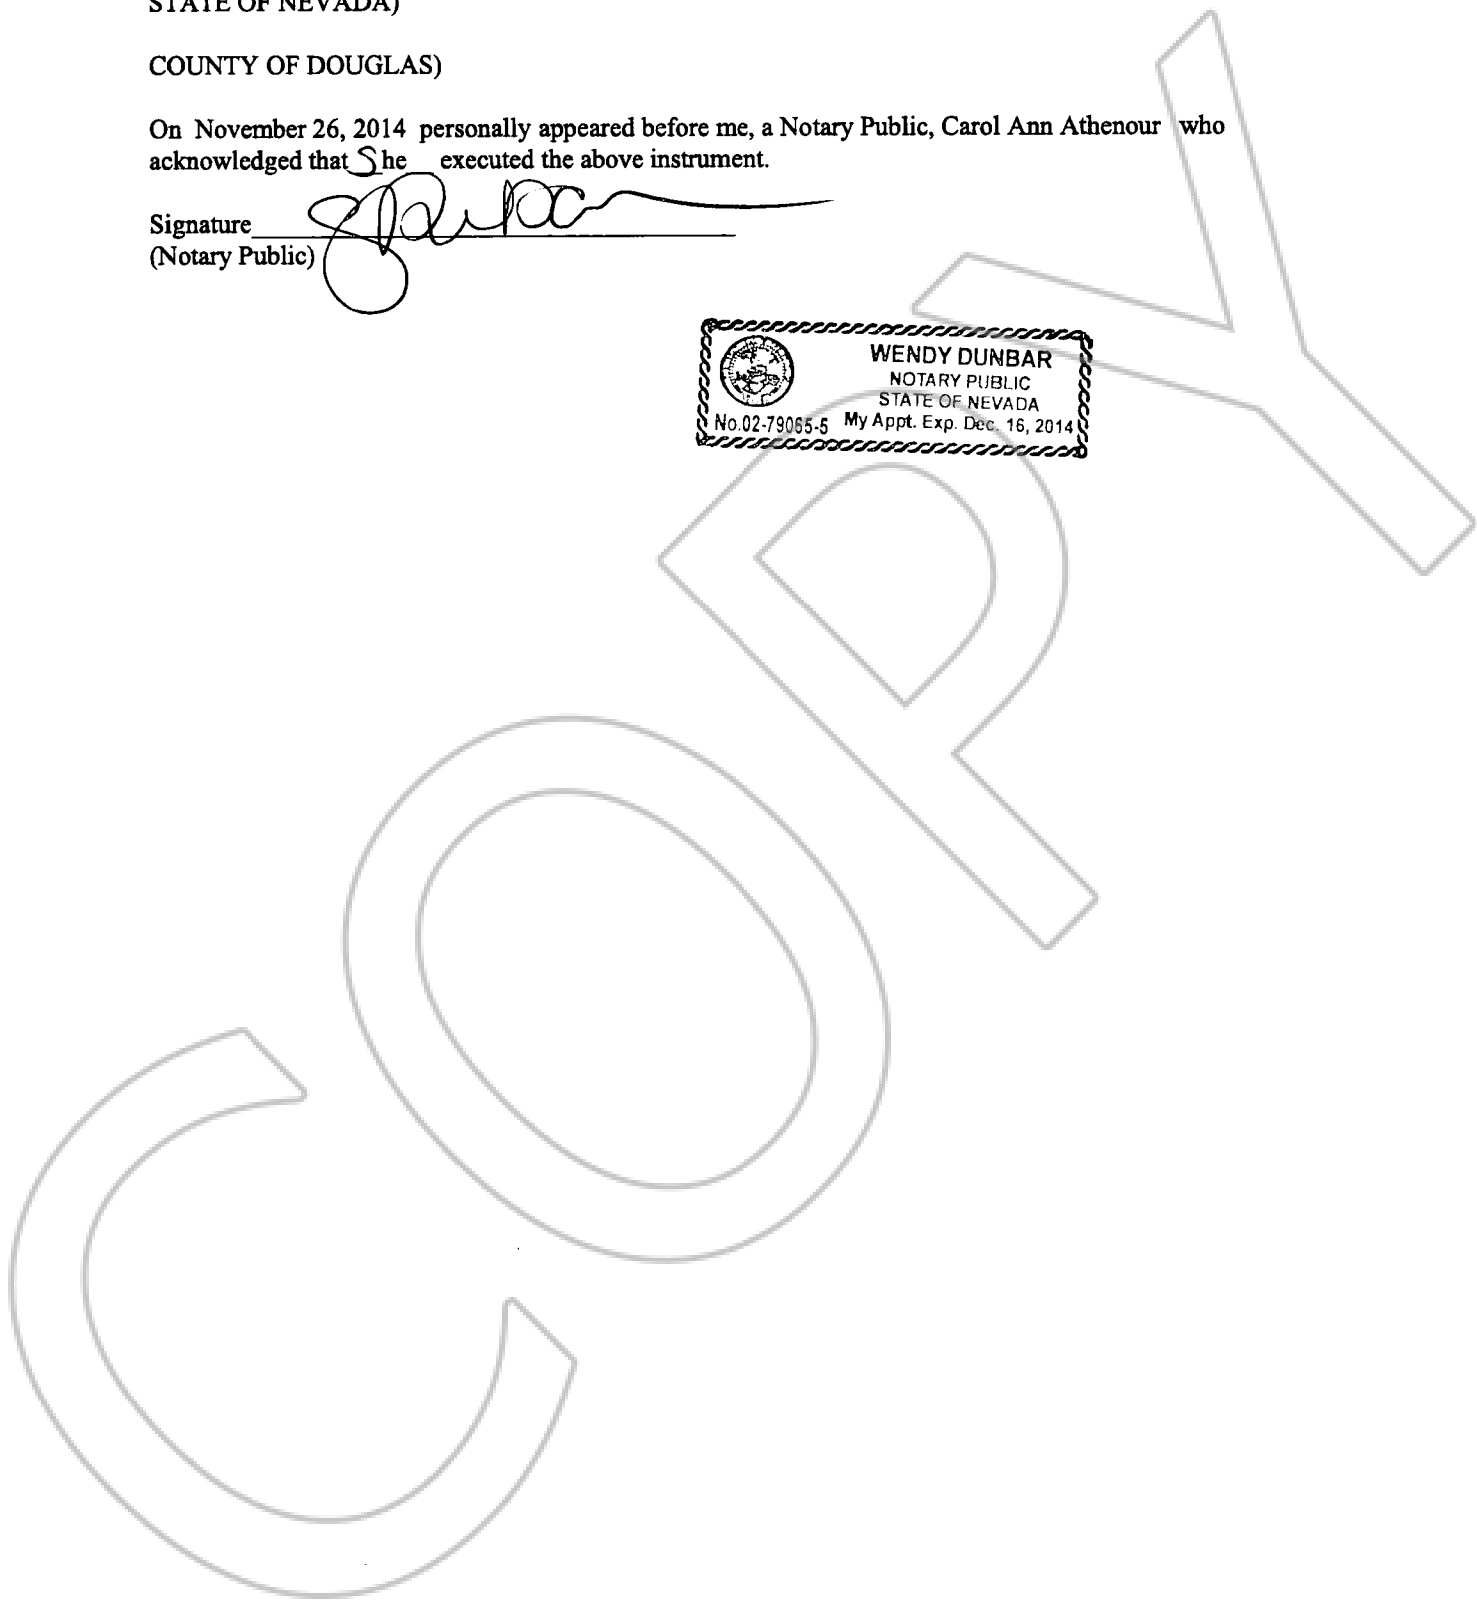 STATE OF NEVADA)
COUNTY OF DOUGLAS)
On November 26, 2014 personally appeared before me, a Notary Public, Carol Ann Athenour who
acknowledged that She executed the above instrument.
Signature
(Notary Public)
WENDY DUNBAR
NOTARY PUBLIC
STATE OF NEVADA
No.02-79065-5 My Appt. Exp. Dec. 16, 2014
COPY